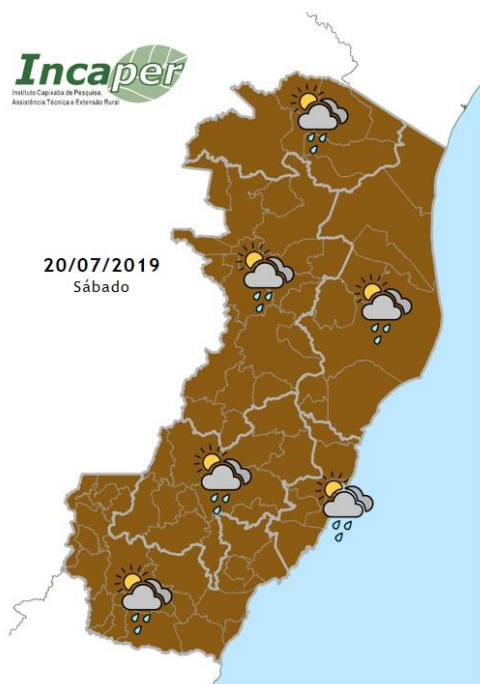 Incaper
Instituto Capixaba de Pesquisa,
Assistência Técnica e Extensão Rural
20/07/2019
Sábado